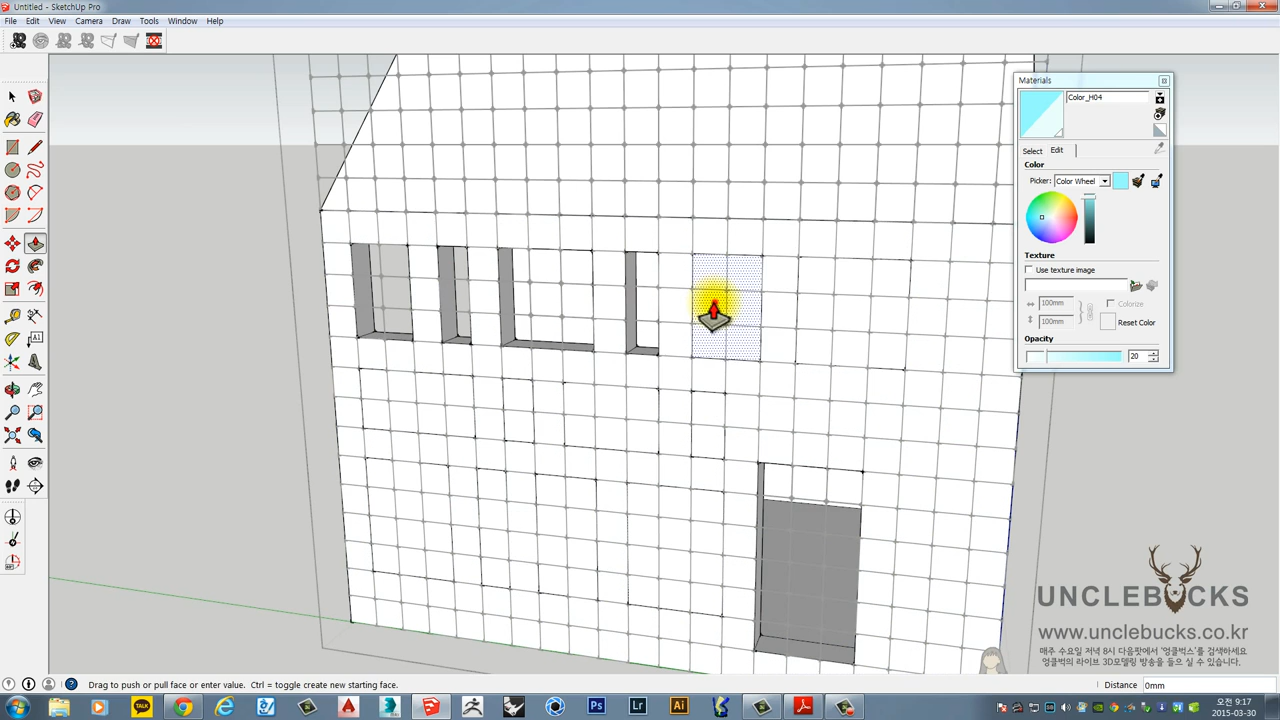 Untitled - SketchUp Pro
File Edit View Camera Draw Tools Window Help
Materials
Color_H04
Select Edit
Color
Picker: Color Wheel
Texture
Use texture image
100mm
Colorize
100mm
Reset Color
Opacity
20
UNCLEBUCKS
www.unclebucks.co.kr
매주 수요일 저녁 8시 다음팟에서 '엉클벅스'를 검색하세요
엉클벅의 라이브 3D모델링 방송을 들으 실 수 있습니다.
Drag to push or pull face or enter value. Ctrl = toggle create new starting face.
Distance 0mm
TALK
Ps
Lr
Ai
오전 9:17
2015-03-30